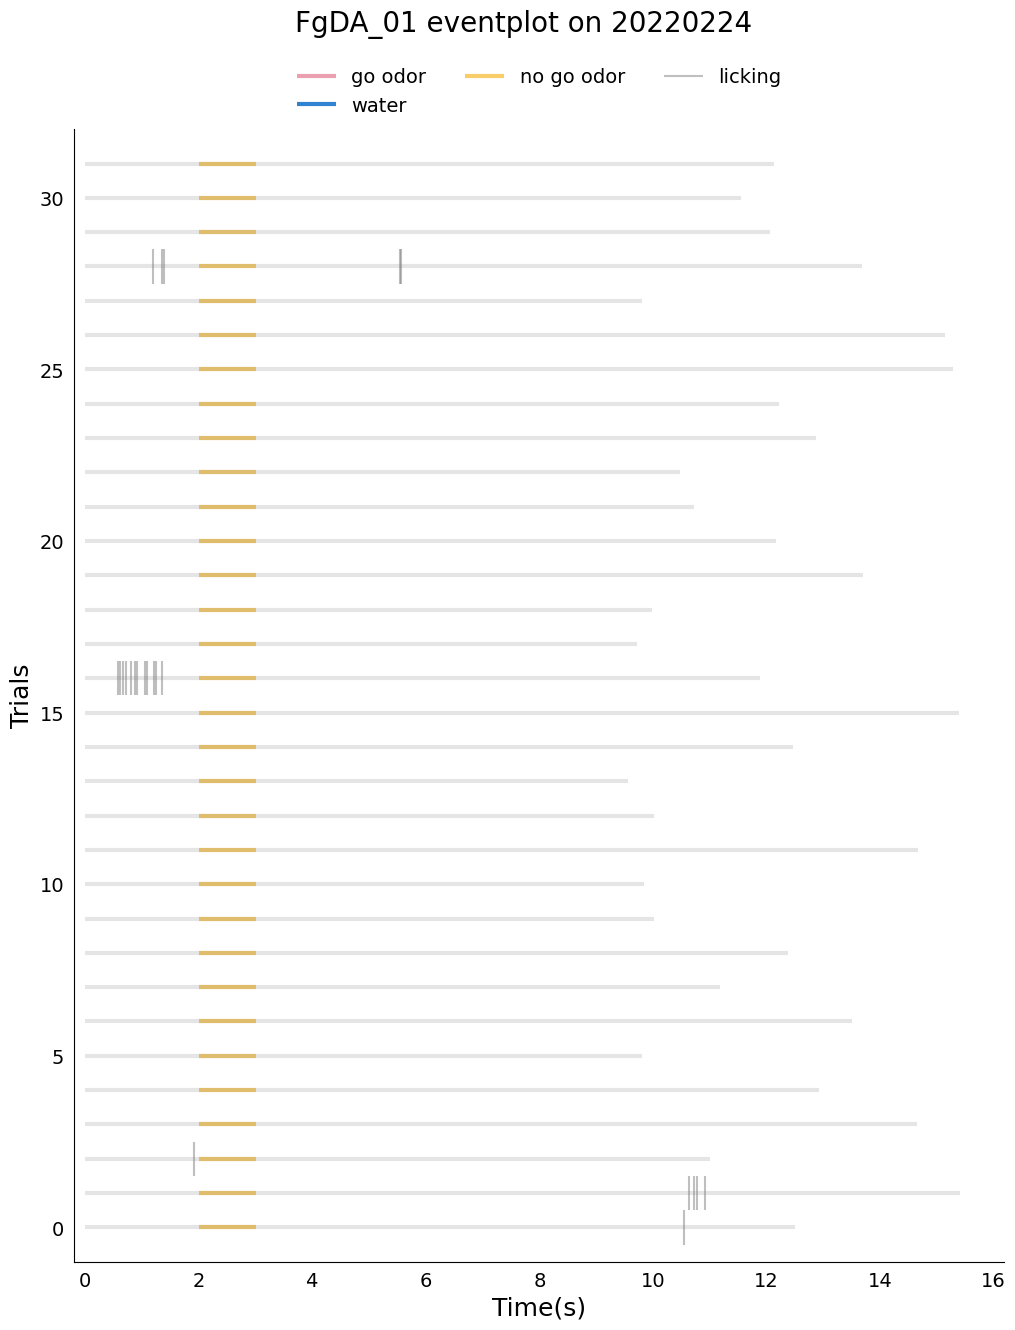 FgDA_01 eventplot on 20220224
go odor
no go odor
licking
water
30
25
20
15
10
5
0
Trials
0 2 4 6 8 10 12 14 16
Time(s)